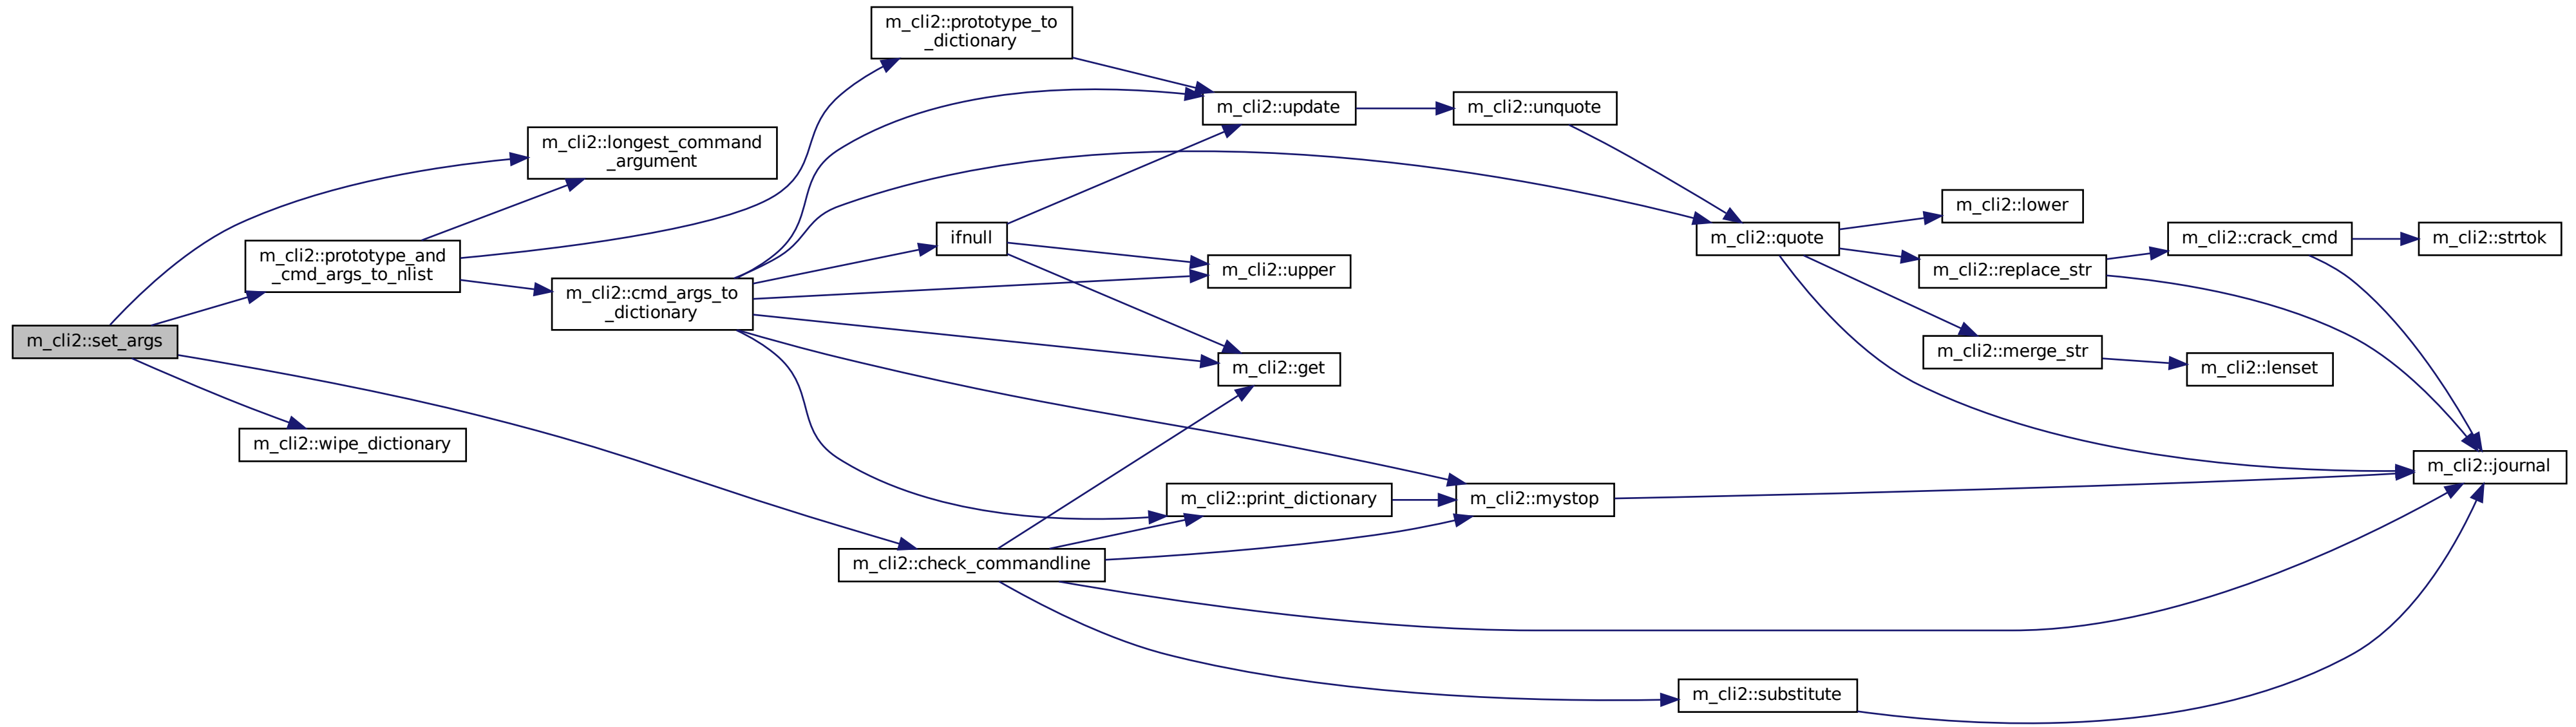 m_cli2::set_args
m_cli2::longest_command
_argument
m_cli2::prototype_and
_cmd_args_to_nlist
m_cli2::wipe_dictionary
m_cli2::prototype_to
_dictionary
m_cli2::cmd_args_to
_dictionary
ifnull
m_cli2::check_commandline
m_cli2::update
m_cli2::upper
m_cli2::get
m_cli2::print_dictionary
m_cli2::unquote
m_cli2::mystop
m_cli2::quote
m_cli2::substitute
m_cli2::lower
m_cli2::replace_str
m_cli2::merge_str
m_cli2::crack_cmd
m_cli2::lenset
m_cli2::strtok
m_cli2::journal